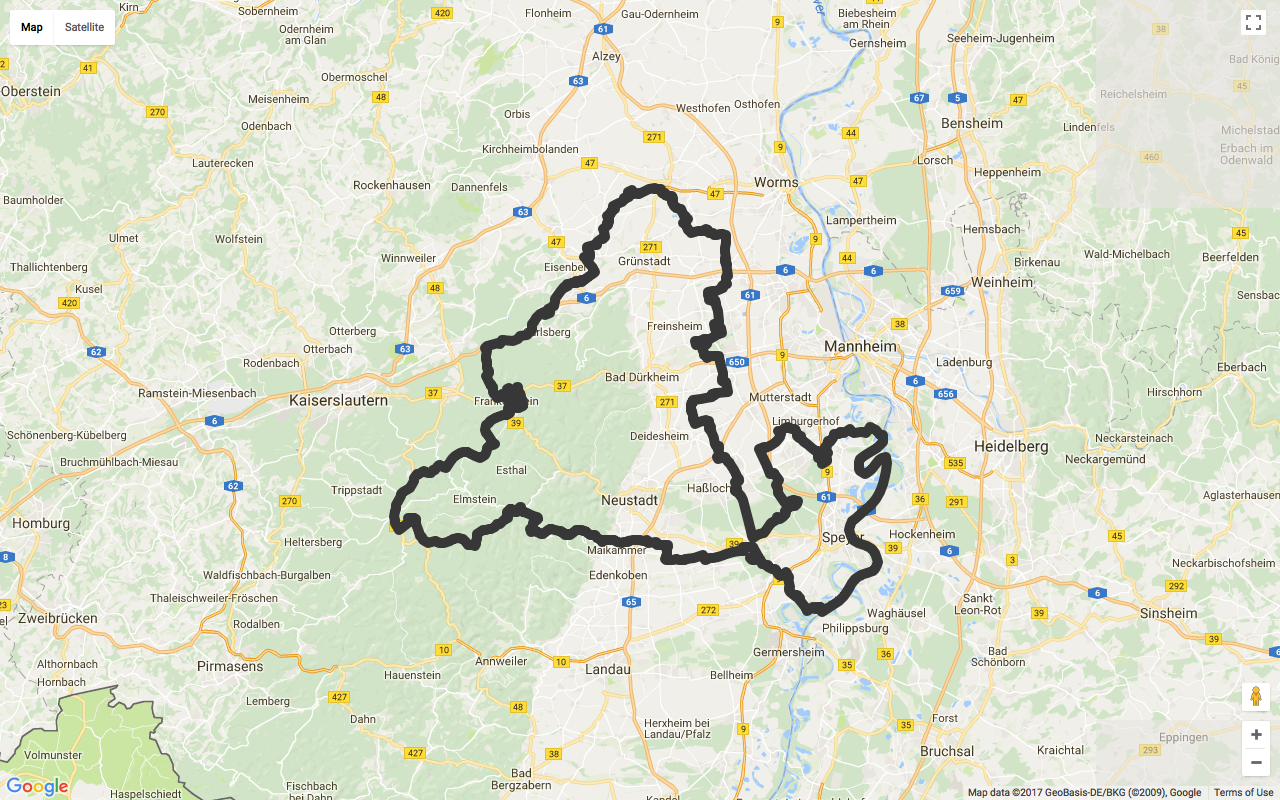 Map
Satellite
Kirn
Sobernheim
420
Flonheim
Gau-Odernheim
Biebesheim
am Rhein
9
61
Odernheim
am Glan
Gernsheim
Seeheim-Jugenheim
38
Alzey
Bad König
41
Oberstein
Obermoschel
63
48
Meisenheim
45
Reichelsheim
67
5
47
270
Orbis
Westhofen
Osthofen
Odenbach
Bensheim
Lindenfels
Michelstadt
271
44
Kirchheimbolanden
9
Erbach im
Odenwald
460
Lauterecken
47
Lorsch
Heppenheim
Rockenhausen
Dannenfels
Worms
47
47
Baumholder
63
Lampertheim
Hemsbach
Ulmet
Wolfstein
47
271
9
45
Winnweiler
Grünstadt
44
Wald-Michelbach
Beerfelden
Thallichtenberg
Eisenberg
6
6
Birkenau
Kusel
48
Weinheim
659
61
6
420
Sensbac
Otterberg
rlsberg
Freinsheim
38
Otterbach
63
62
Mannheim
Rodenbach
650
9
Ladenburg
Eberbach
Bad Dürkheim
6
Ramstein-Miesenbach
37
37
Hirschhorn
656
Kaiserslautern
Frank
ein
271
Mutterstadt
6
39
Limburgerhof
Schönenberg-Kübelberg
Deidesheim
Neckarsteinach
Heidelberg
Bruchmühlbach-Miesau
Neckargemünd
Esthal
9
535
62
Trippstadt
Haßloch
270
Elmstein
Neustadt
61
36
291
Aglasterhausen
Homburg
Heltersberg
Speyer
Hockenheim
45
39
Maikammer
39
6
8
3
Neckarbischofsheim
Waldfischbach-Burgalben
Edenkoben
292
Thaleischweiler-Fröschen
65
272
Sankt
Leon-Rot
6
23
Waghäusel
39
Sinsheim
Zweibrücken
Rodalben
Philippsburg
39
10
Germersheim
36
Bad
Schönborn
6
Althornbach
Pirmasens
Annweiler
10
35
Landau
Hauenstein
Bellheim
Hornbach
427
Lemberg
48
Dahn
Herxheim bei
Landau/Pfalz
Forst
35
9
Eppingen
Volmunster
427
38
Bruchsal
Kraichtal
293
Bad
Bergzabern
Fischbach
bei Dahn
Kandel
Haspelschiedt
Google
Map data ©2017 GeoBasis-DE/BKG (©2009), Google
Terms of Use